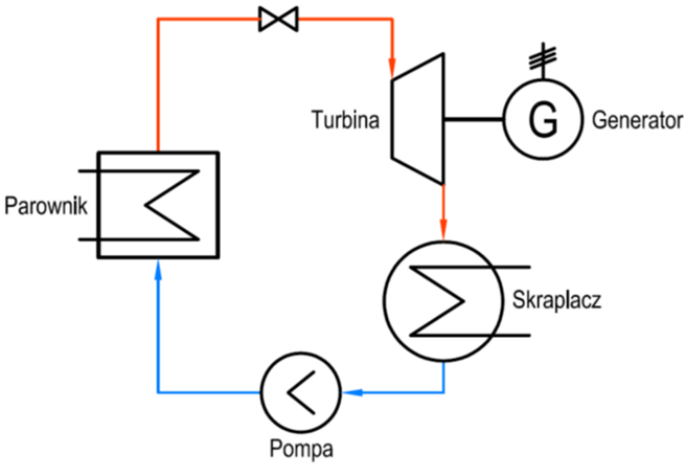 Turbina
G
Generator
Parownik
Skraplacz
Pompa